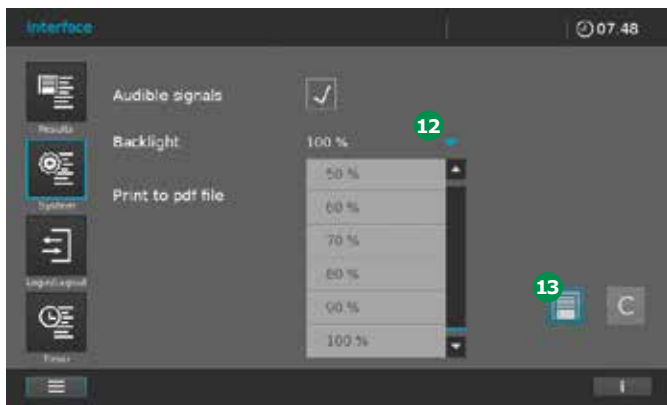 interface
07.48
Audible signals
Results
12
Backlight
100 %
50 %
System
Print to pdf file
60 %
70 %
80 %
Login/Logout
13
90 %
C
100 %
Timer
i